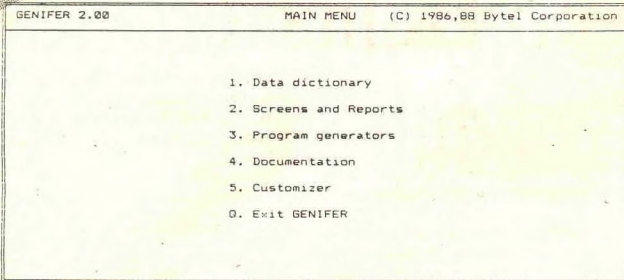 GENIFER 2.00 MAIN MENU (C) 1986,88 Bytel Corporation
1. Data dictionary
2. Screens and Reports
3. Program generators
4. Documentation
5. Customizer
Q. Exit GENIFER